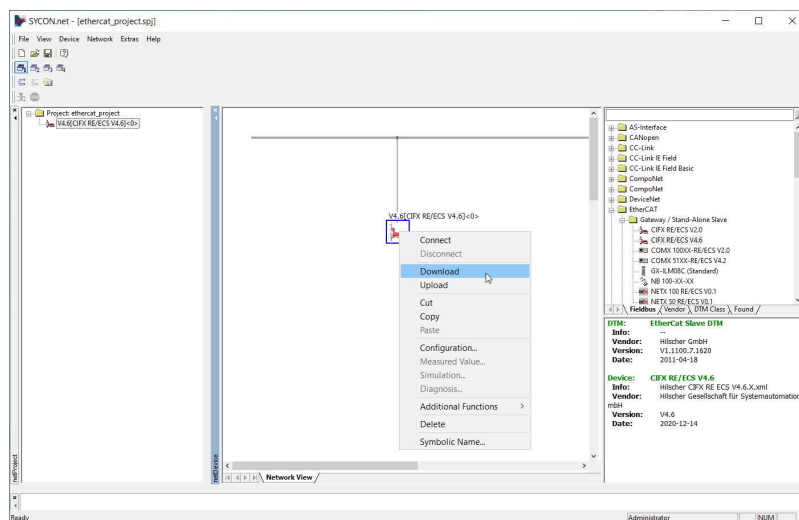 SYCON.net - [ethercat_project.spj]
File View Device Network Extras Help
Project: ethercat_project
V4.6[CIFX RE/ECS V4.6]<0>
netProject
V4.6[CIFX RE/ECS V4.6]<0>
Connect
Disconnect
Download
Upload
Cut
Copy
Paste
Configuration...
Measured Value...
Simulation...
Diagnosis...
Additional Functions >
Delete
Symbolic Name...
netDevice
Network View
AS-Interface
CANopen
CC-Link
CC-Link IE Field
CC-Link IE Field Basic
CompoNet
CompoNet
DeviceNet
EtherCAT
Gateway / Stand-Alone Slave
CIFX RE/ECS V2.0
CIFX RE/ECS V4.6
COMX 100XX-RE/ECS V2.0
COMX 51XX-RE/ECS V4.2
GX-ILM08C (Standard)
NB 100-XX-XX
NETX 100 RE/ECS V0.1
NETX 50 RE/ECS V0.1
Fieldbus / Vendor \ DTM Class \ Found /
DTM: EtherCat Slave DTM
Info: --
Vendor: Hilscher GmbH
Version: V1.1100.7.1620
Date: 2011-04-18
Device: CIFX RE/ECS V4.6
Info: Hilscher CIFX RE ECS V4.6.X.xml
Vendor: Hilscher Gesellschaft für Systemautomation
mbH
Version: V4.6
Date: 2020-12-14
Ready
Administrator
NUM